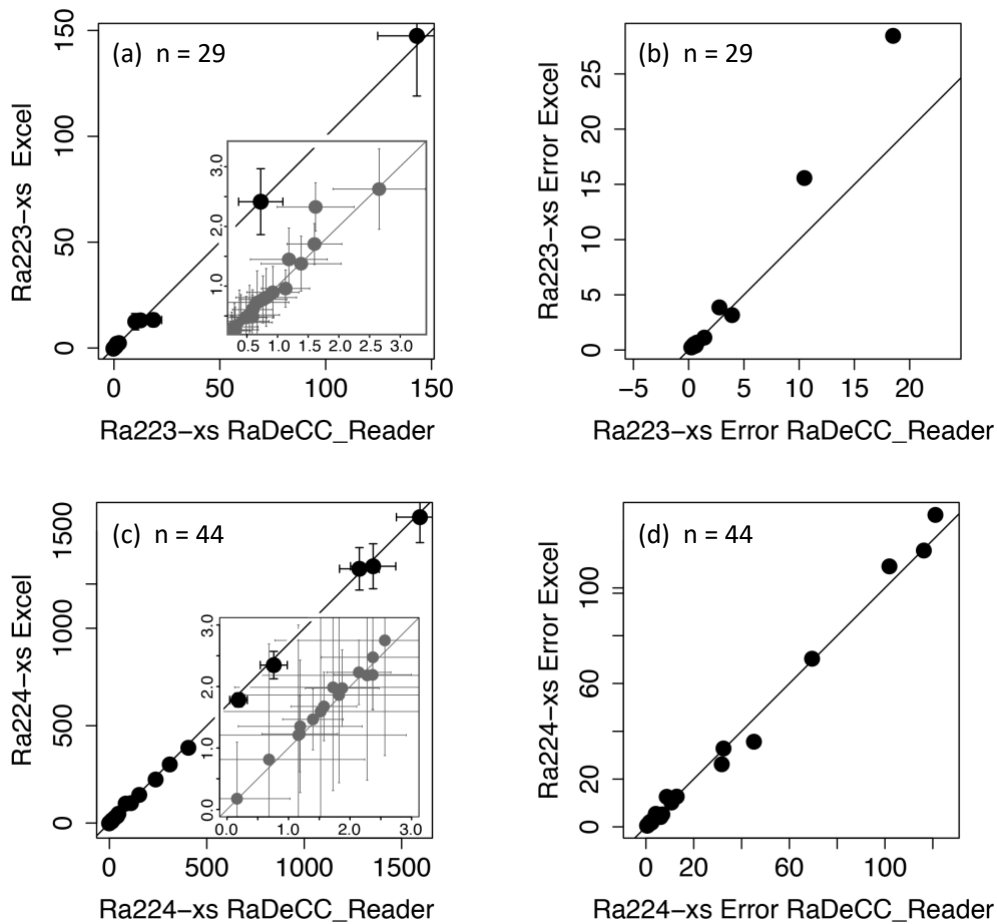 (a) n = 29
Ra223−xs Excel
150
100
50
0
3.0
2.0
1.0
0.5 1.0 1.5 2.0 3.0
0 50 100 150
Ra223−xs RaDeCC_Reader
(b) n = 29
Ra223−xs Error Excel
25
15
10
5
0
−5 0 5 10 15 20
Ra223−xs Error RaDeCC_Reader
(c) n = 44
Ra224−xs Excel
1500
1000
500
0
3.0
2.0
1.0
0.0
0.0 1.0 2.0 3.0
0 500 1000 1500
Ra224−xs RaDeCC_Reader
(d) n = 44
Ra224−xs Error Excel
100
60
20
0
0 20 60 100
Ra224−xs Error RaDeCC_Reader